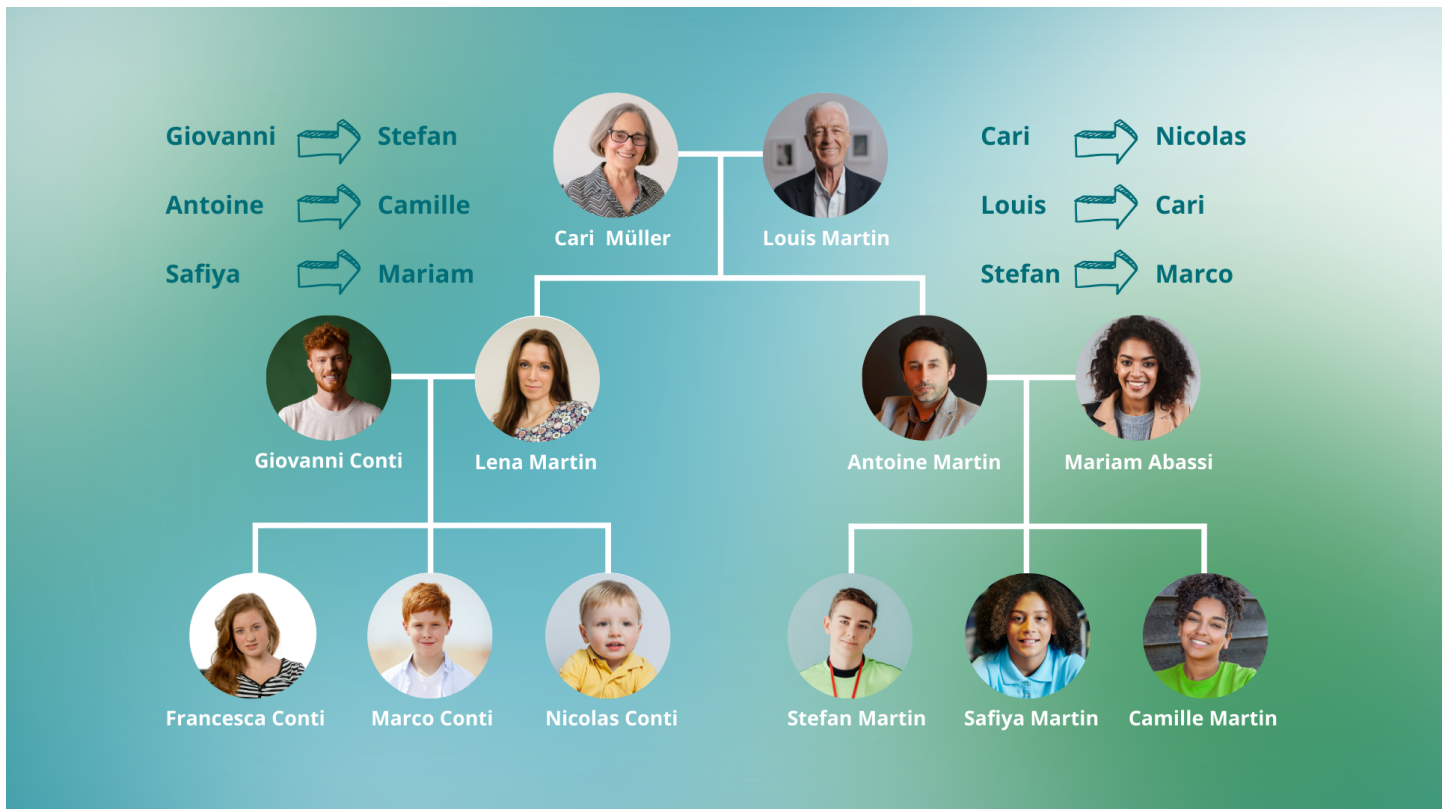 Giovanni Stefan
Antoine Camille
Safiya Mariam
Cari Nicolas
Louis Cari
Stefan Marco
Cari  Müller
Louis Martin
Giovanni Conti
Lena Martin
Antoine Martin
Mariam Abassi
Francesca Conti
Marco Conti
Nicolas Conti
Stefan Martin
Safiya Martin
Camille Martin